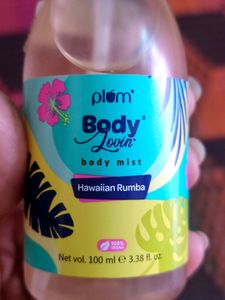 plum
Body
Lovin'
body mist
Hawaiian Rumba
100%
VEGAN
Net vol. 100 ml ℮ 3.38 fl. oz.